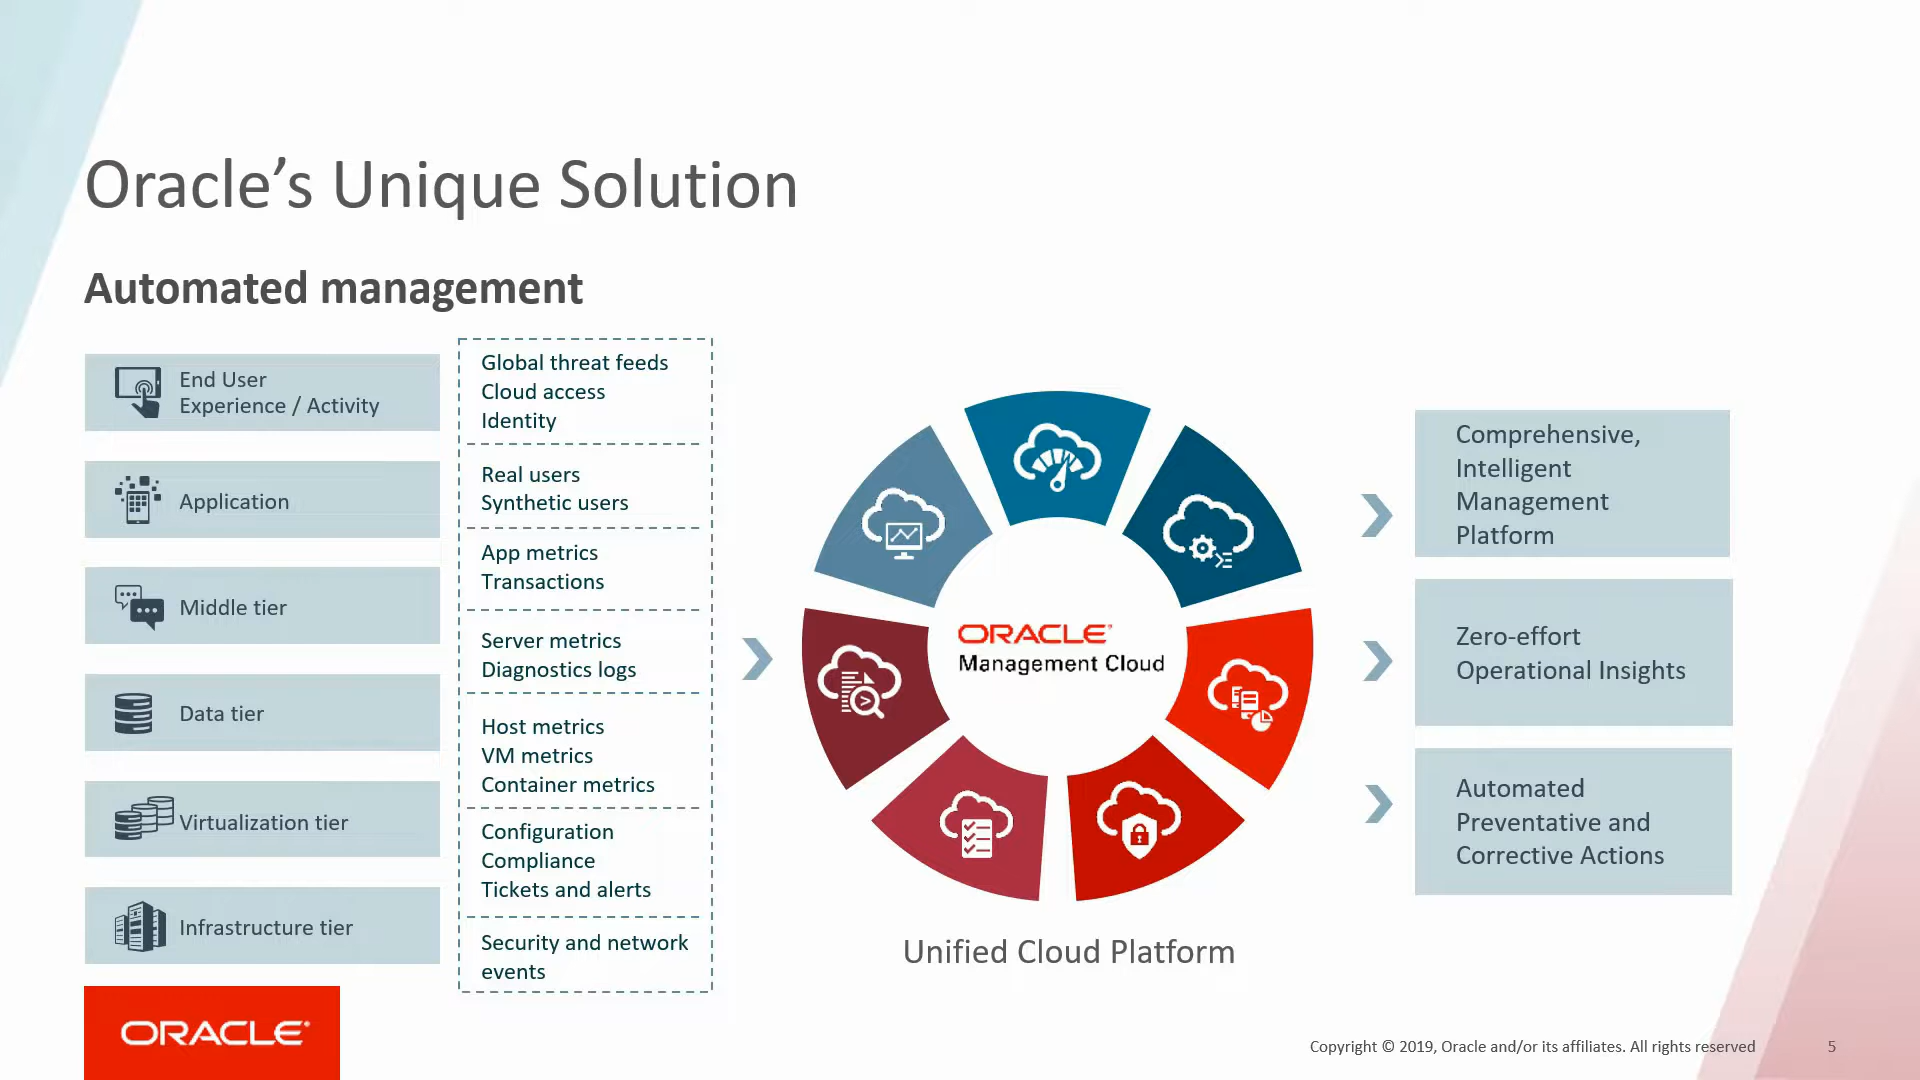 Oracle’s Unique Solution
Automated management
End User
Experience / Activity
Application
Middle tier
Data tier
Virtualization tier
Infrastructure tier
Global threat feeds
Cloud access
Identity
Real users
Synthetic users
App metrics
Transactions
Server metrics
Diagnostics logs
Host metrics
VM metrics
Container metrics
Configuration
Compliance
Tickets and alerts
Security and network
events
ORACLE®
Management Cloud
Unified Cloud Platform
Comprehensive,
Intelligent
Management
Platform
Zero-effort
Operational Insights
Automated
Preventative and
Corrective Actions
ORACLE®
Copyright © 2019, Oracle and/or its affiliates. All rights reserved
5